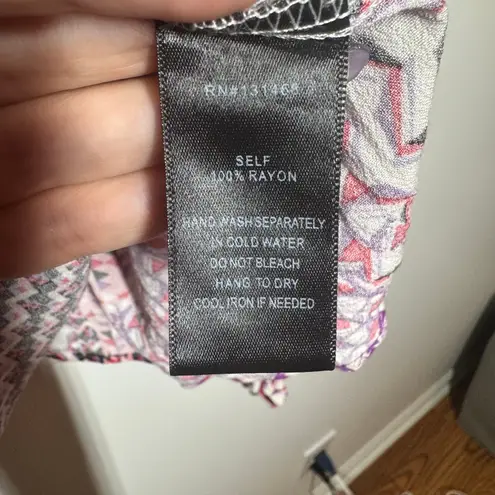 RN#131468
SELF
100% RAYON
HAND WASH SEPARATELY
IN COLD WATER
DO NOT BLEACH
HANG TO DRY
COOL IRON IF NEEDED